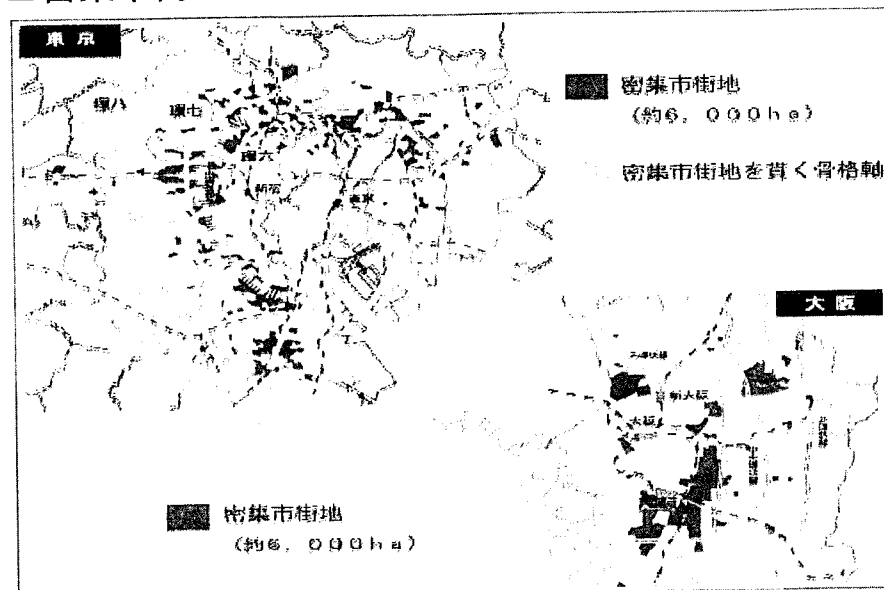 東京
環八
環七
環六
新宿
東京
密集市街地
(約6,000ha)
密集市街地を貫く骨格軸
大阪
新大阪
大阪
密集市街地
(約6,000ha)